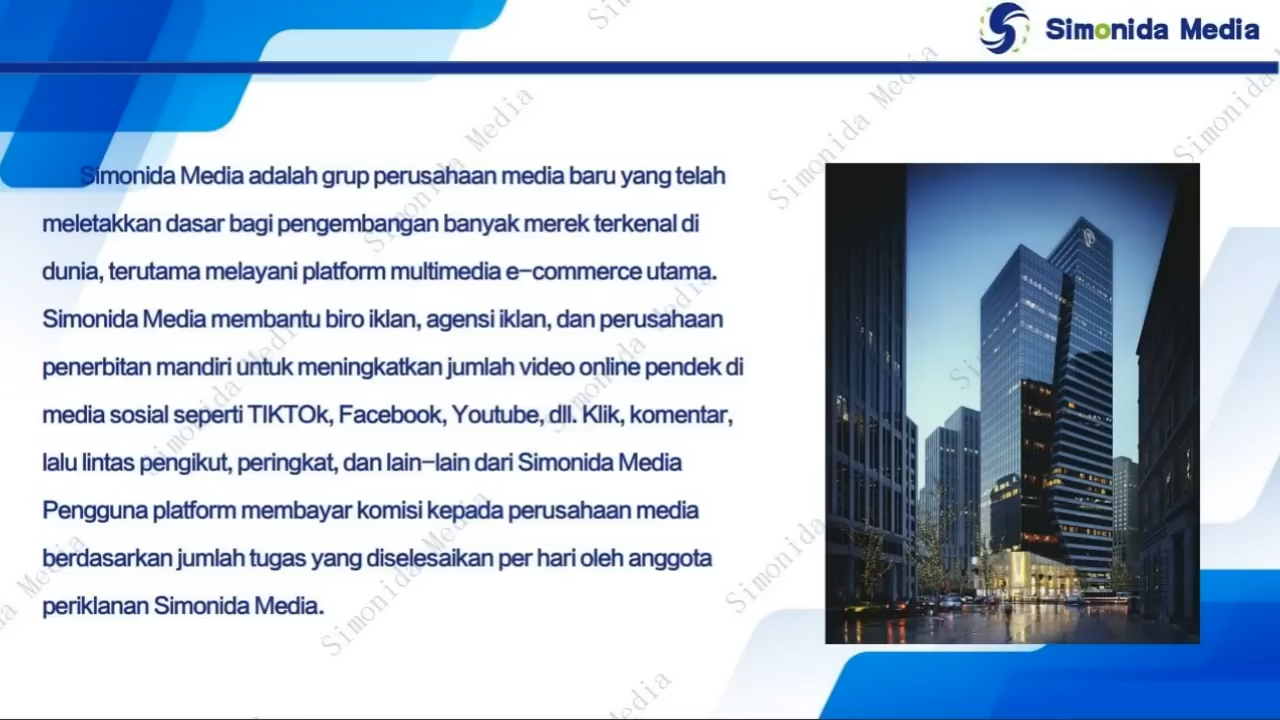 Simonida Media
Simonida Media adalah grup perusahaan media baru yang telah
meletakkan dasar bagi pengembangan banyak merek terkenal di
dunia, terutama melayani platform multimedia e-commerce utama.
Simonida Media membantu biro iklan, agensi iklan, dan perusahaan
penerbitan mandiri untuk meningkatkan jumlah video online pendek di
media sosial seperti TIKTOk, Facebook, Youtube, dll. Klik, komentar,
lalu lintas pengikut, peringkat, dan lain-lain dari Simonida Media
Pengguna platform membayar komisi kepada perusahaan media
berdasarkan jumlah tugas yang diselesaikan per hari oleh anggota
periklanan Simonida Media.